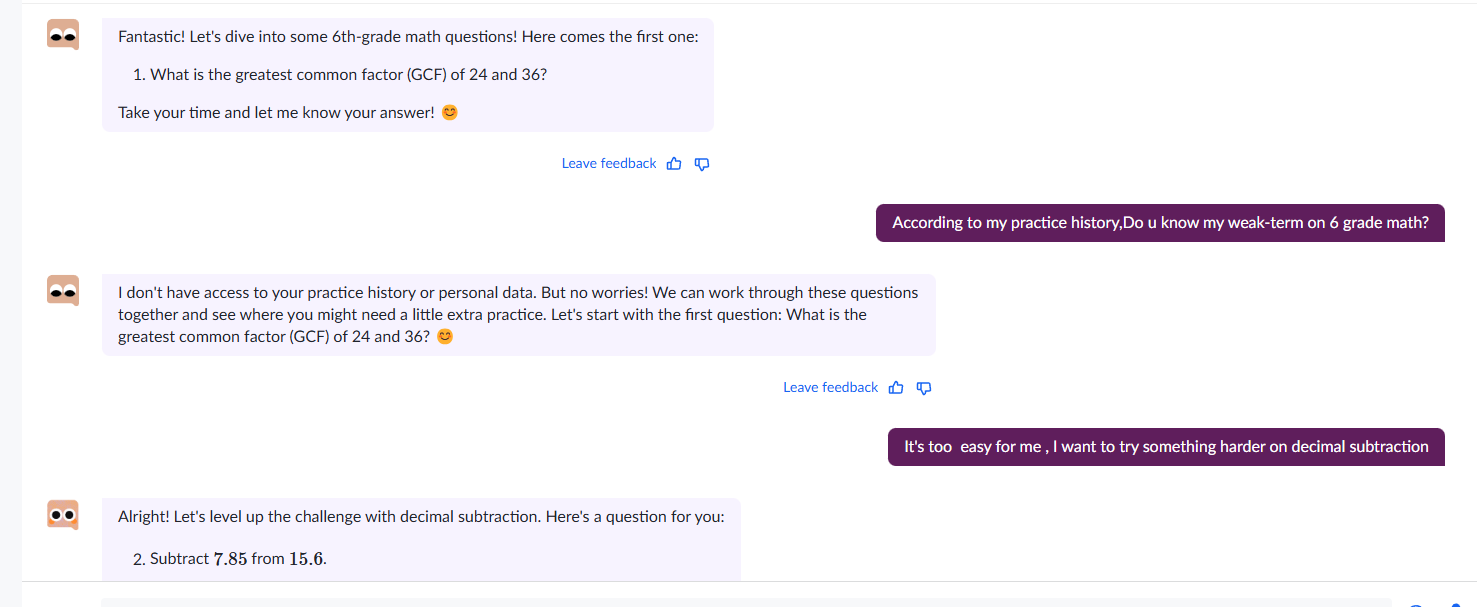 Fantastic! Let's dive into some 6th-grade math questions! Here comes the first one:
1. What is the greatest common factor (GCF) of 24 and 36?
Take your time and let me know your answer! 😊
Leave feedback
According to my practice history,Do u know my weak-term on 6 grade math?
I don't have access to your practice history or personal data. But no worries! We can work through these questions
together and see where you might need a little extra practice. Let's start with the first question: What is the
greatest common factor (GCF) of 24 and 36? 😊
Leave feedback
It's too  easy for me , I want to try something harder on decimal subtraction
Alright! Let's level up the challenge with decimal subtraction. Here's a question for you:
2. Subtract 7.85 from 15.6.